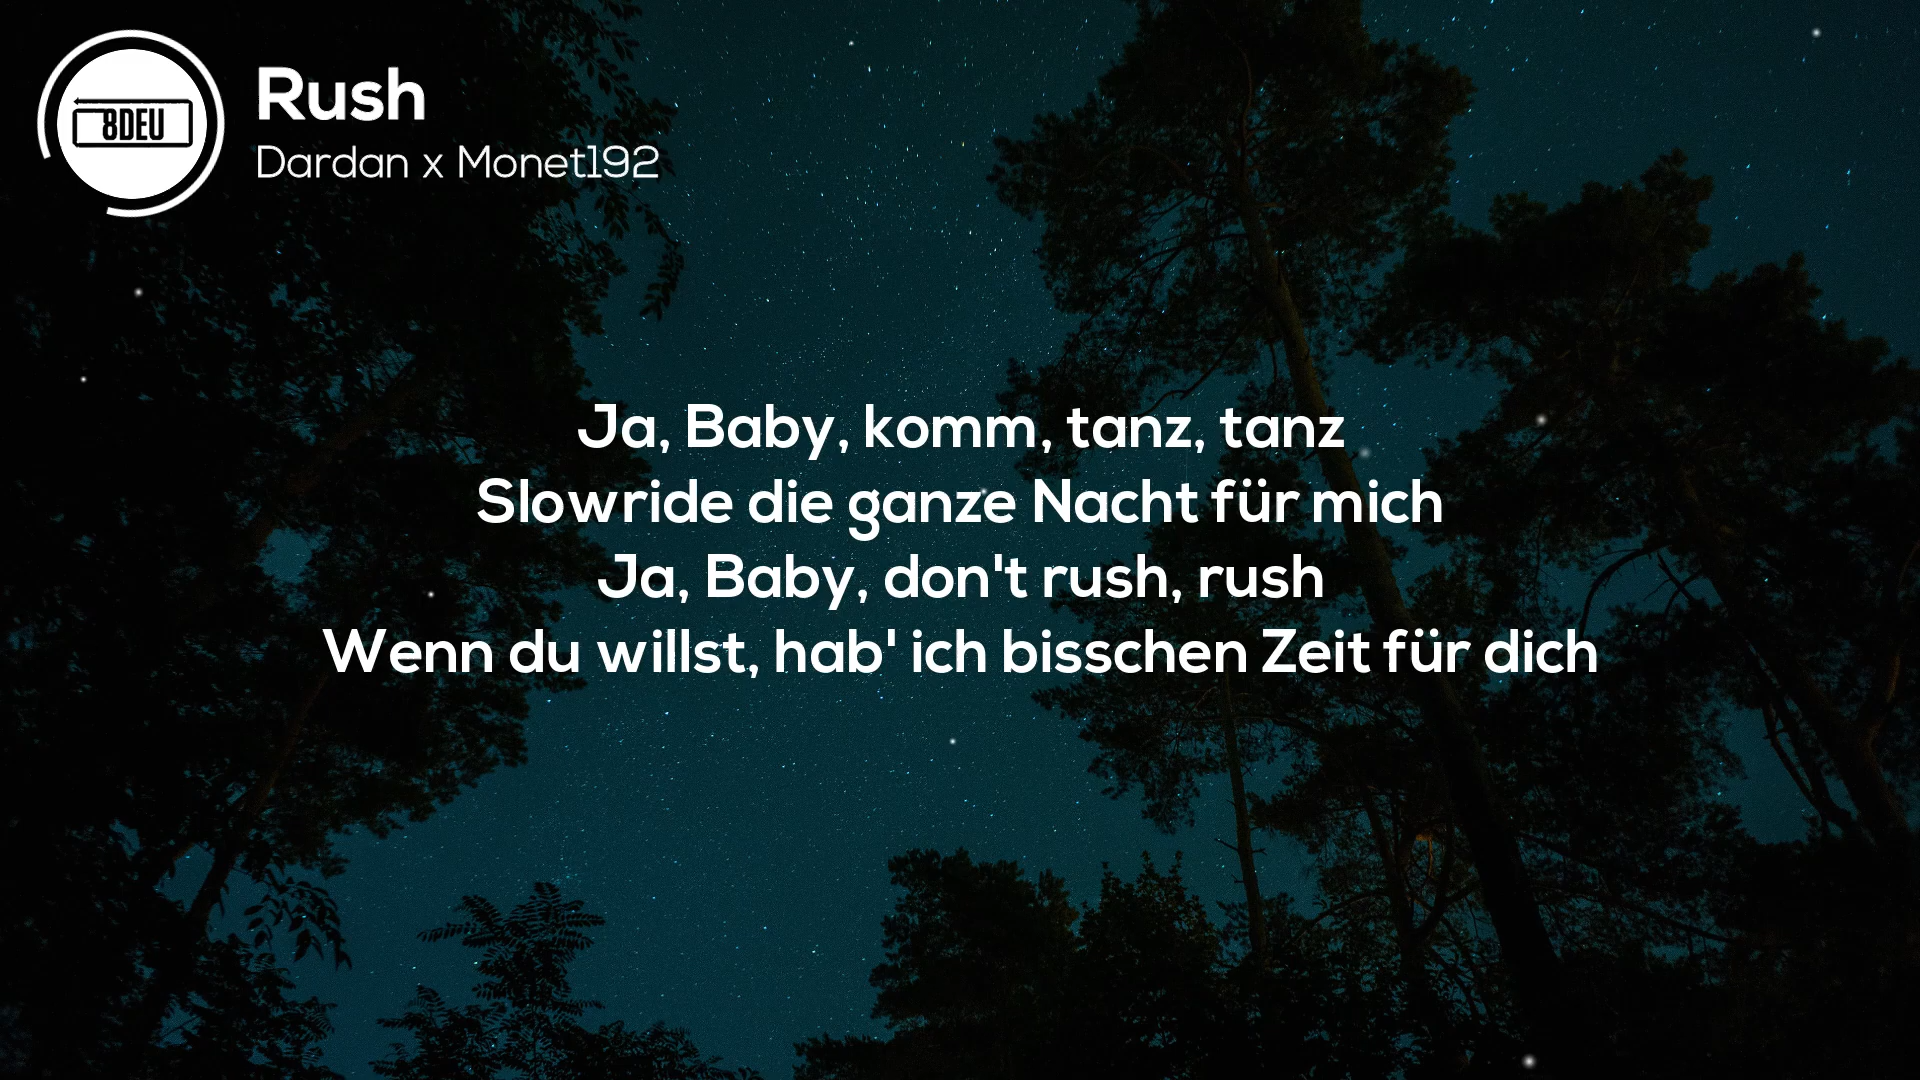 8DEU
Rush
Dardan x Monet192
Ja, Baby, komm, tanz, tanz
Slowride die ganze Nacht für mich
Ja, Baby, don't rush, rush
Wenn du willst, hab' ich bisschen Zeit für dich